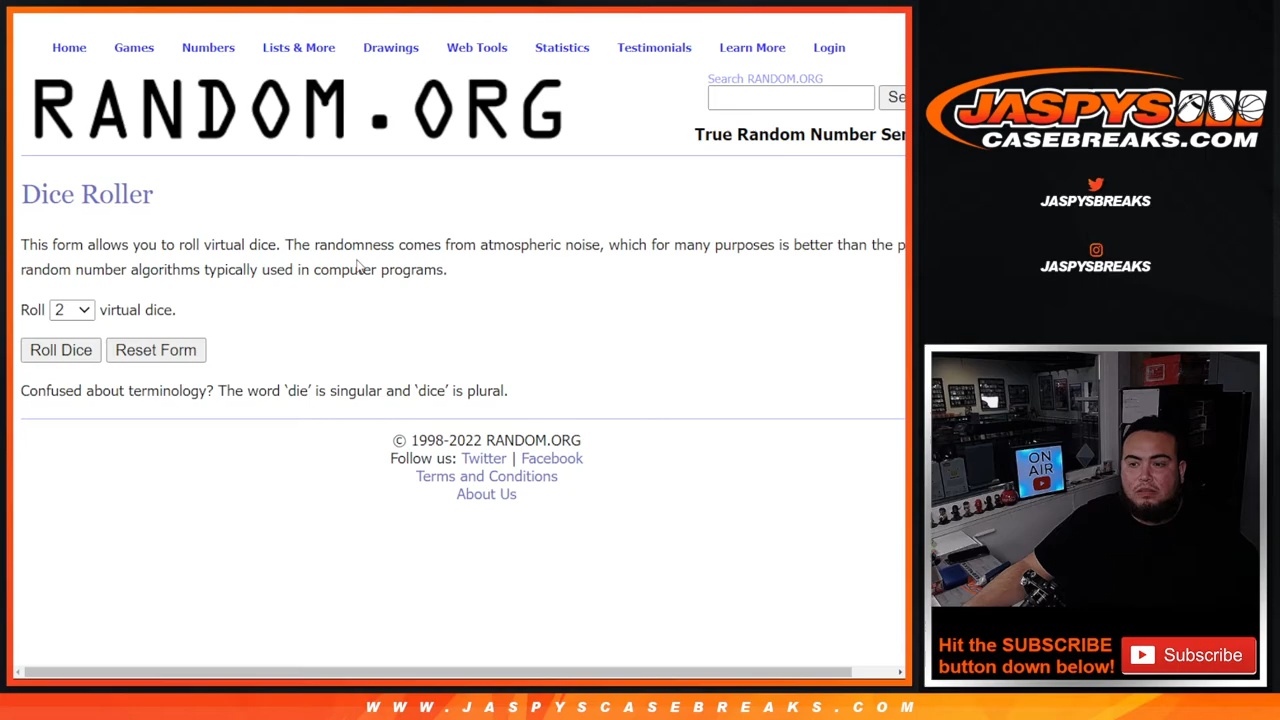 Home Games Numbers Lists & More Drawings Web Tools Statistics Testimonials Learn More Login
RANDOM.ORG
Search RANDOM.ORG
Se
True Random Number Ser
Dice Roller
This form allows you to roll virtual dice. The randomness comes from atmospheric noise, which for many purposes is better than the p
random number algorithms typically used in computer programs.
Roll 2 virtual dice.
Roll Dice Reset Form
Confused about terminology? The word ‘die’ is singular and ‘dice’ is plural.
© 1998-2022 RANDOM.ORG
Follow us: Twitter | Facebook
Terms and Conditions
About Us
JASPYS
CASEBREAKS.COM
JASPYSBREAKS
JASPYSBREAKS
ON
AIR
Hit the SUBSCRIBE
button down below!
Subscribe
WWW.JASPYSCASEBREAKS.COM